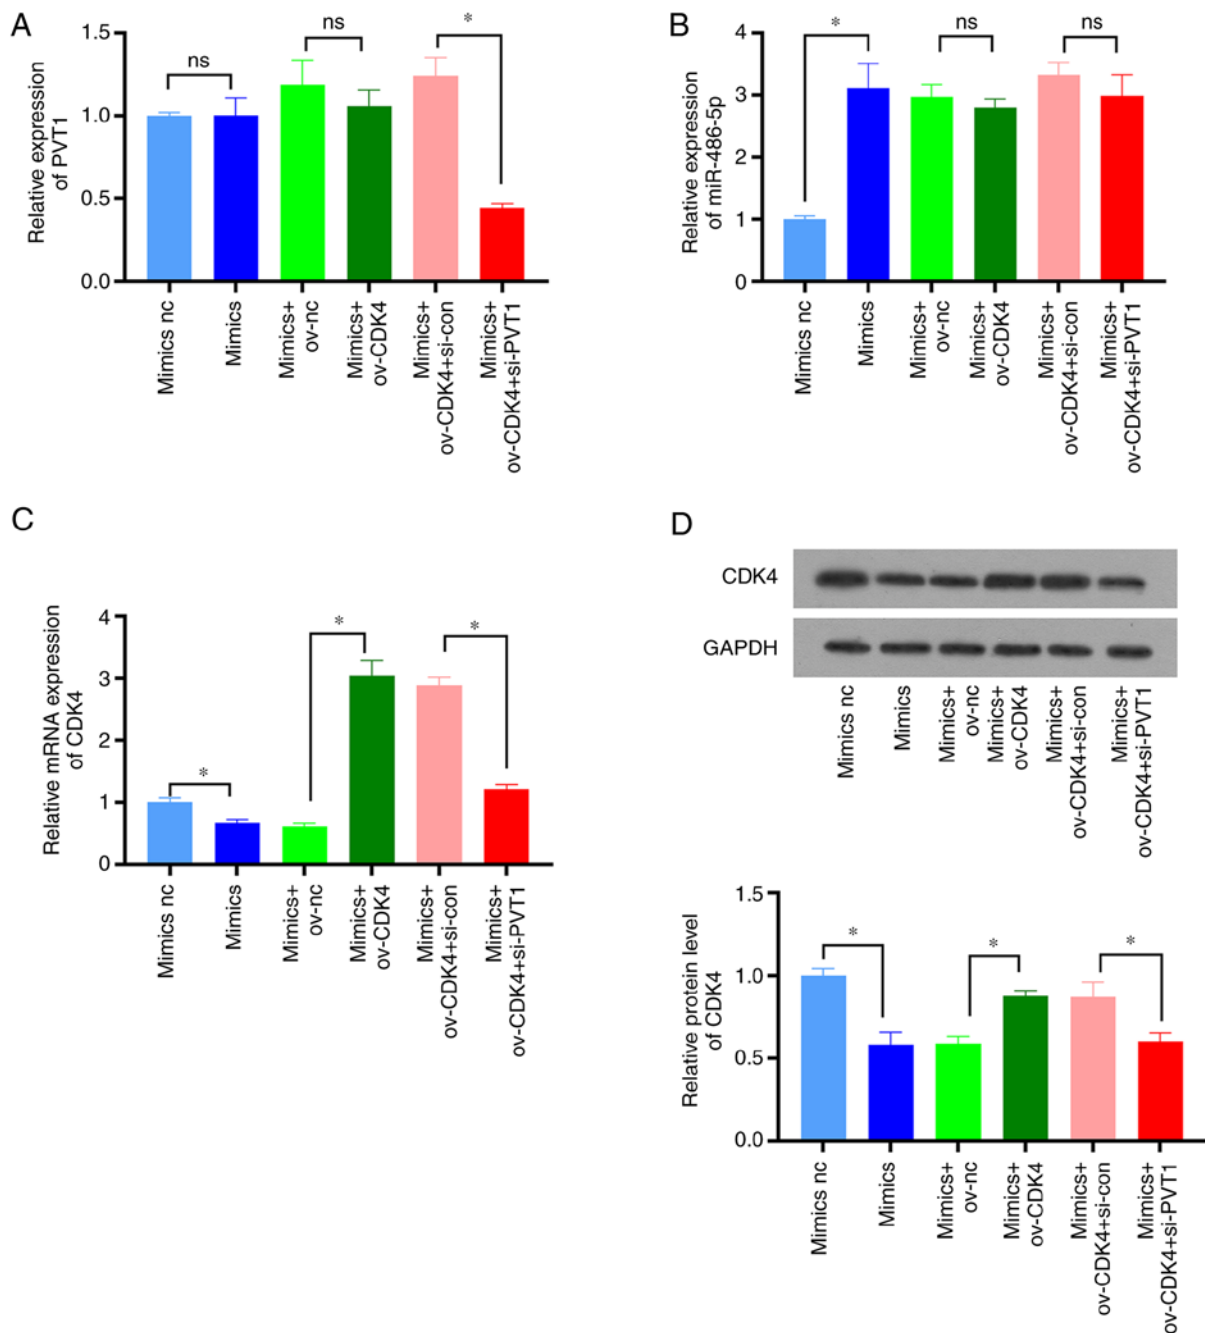 A
Relative expression
of PVT1
1.5
1.0
0.5
0.0
ns
ns
*
Mimics nc
Mimics
Mimics+
ov-nc
Mimics+
ov-CDK4
Mimics+
ov-CDK4+si-con
Mimics+
ov-CDK4+si-PVT1
B
Relative expression
of miR-486-5p
4
3
2
1
0
*
ns
ns
Mimics nc
Mimics
Mimics+
ov-nc
Mimics+
ov-CDK4
Mimics+
ov-CDK4+si-con
Mimics+
ov-CDK4+si-PVT1
C
Relative mRNA expression
of CDK4
4
3
2
1
0
*
*
*
Mimics nc
Mimics
Mimics+
ov-nc
Mimics+
ov-CDK4
Mimics+
ov-CDK4+si-con
Mimics+
ov-CDK4+si-PVT1
D
CDK4
GAPDH
Mimics nc
Mimics
Mimics+
ov-nc
Mimics+
ov-CDK4
Mimics+
ov-CDK4+si-con
Mimics+
ov-CDK4+si-PVT1
Relative protein level
of CDK4
1.5
1.0
0.5
0.0
*
*
*
Mimics nc
Mimics
Mimics+
ov-nc
Mimics+
ov-CDK4
Mimics+
ov-CDK4+si-con
Mimics+
ov-CDK4+si-PVT1